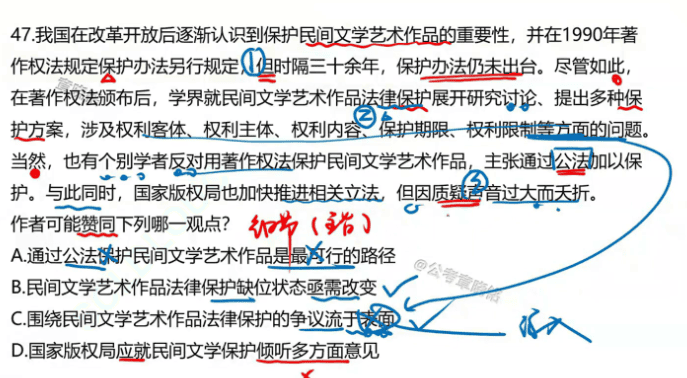 47.我国在改革开放后逐渐认识到保护民间文学艺术作品的重要性，并在1990年著
作权法规定保护办法另行规定，但时隔三十余年，保护办法仍未出台。尽管如此，
在著作权法颁布后，学界就民间文学艺术作品法律保护展开研究讨论、提出多种保
护方案，涉及权利客体、权利主体、权利内容、保护期限、权利限制等方面的问题。
当然，也有个别学者反对用著作权法保护民间文学艺术作品，主张通过公法加以保
护。与此同时，国家版权局也加快推进相关立法，但因质疑声音过大而夭折。
作者可能赞同下列哪一观点？ 细节（主旨）
A.通过公法保护民间文学艺术作品是最可行的路径
B.民间文学艺术作品法律保护缺位状态亟需改变
C.围绕民间文学艺术作品法律保护的争议流于表面 深入
D.国家版权局应就民间文学保护倾听多方面意见
①
②
③